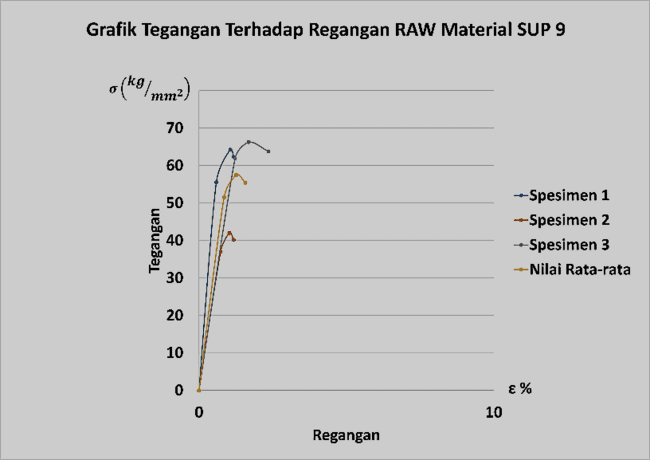 Grafik Tegangan Terhadap Regangan RAW Material SUP 9
σ (kg/mm²)
70
60
50
40
30
20
10
0
Tegangan
0
10
ε %
Regangan
Spesimen 1
Spesimen 2
Spesimen 3
Nilai Rata-rata